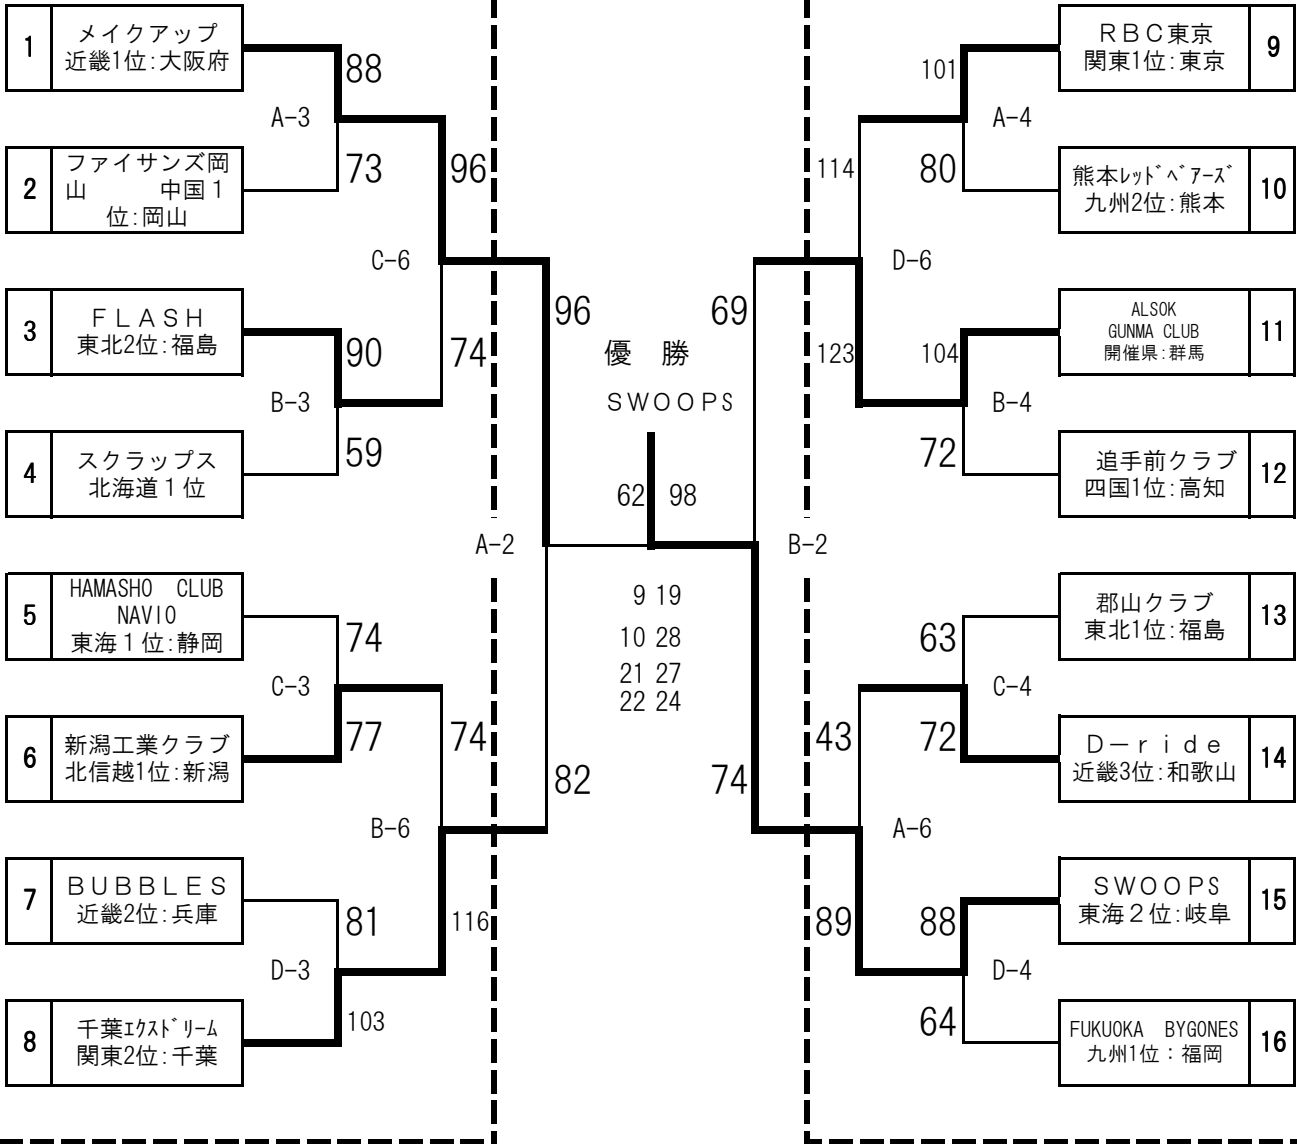 1
メイクアップ
近畿1位:大阪府
2
ファイサンズ岡
山　　　中国１
位:岡山
3
ＦＬＡＳＨ
東北2位:福島
4
スクラップス
北海道１位
5
HAMASHO　CLUB
NAVIO
東海１位:静岡
6
新潟工業クラブ
北信越1位:新潟
7
ＢＵＢＢＬＥＳ
近畿2位:兵庫
8
千葉ｴｸｽﾄﾞﾘｰﾑ
関東2位:千葉
88
A-3
73
90
B-3
59
74
C-3
77
81
D-3
103
96
C-6
74
74
B-6
116
96
A-2
82
優　勝
ＳＷＯＯＰＳ
62 98
9 19
10 28
21 27
22 24
69
B-2
74
114
D-6
123
43
A-6
89
101
A-4
80
104
B-4
72
63
C-4
72
88
D-4
64
ＲＢＣ東京
関東1位:東京
9
熊本ﾚｯﾄﾞﾍﾞｱｰｽﾞ
九州2位:熊本
10
ALSOK
GUNMA CLUB
開催県:群馬
11
追手前クラブ
四国1位:高知
12
郡山クラブ
東北1位:福島
13
Ｄ－ｒｉｄｅ
近畿3位:和歌山
14
ＳＷＯＯＰＳ
東海２位:岐阜
15
FUKUOKA　BYGONES
九州1位：福岡
16